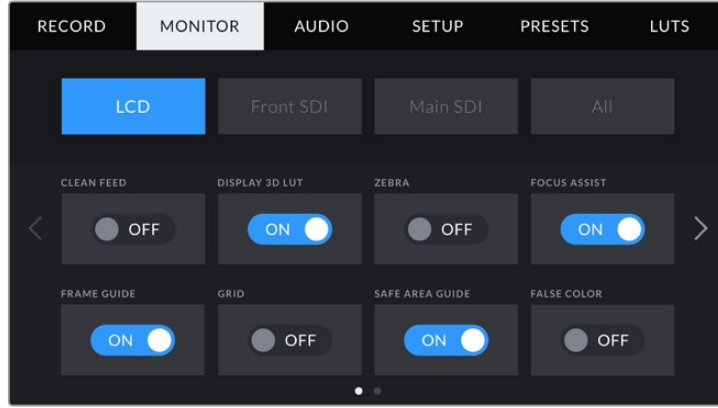 RECORD MONITOR AUDIO SETUP PRESETS LUTS
LCD Front SDI Main SDI All
CLEAN FEED DISPLAY 3D LUT ZEBRA FOCUS ASSIST
OFF ON OFF ON
FRAME GUIDE GRID SAFE AREA GUIDE FALSE COLOR
ON OFF ON OFF